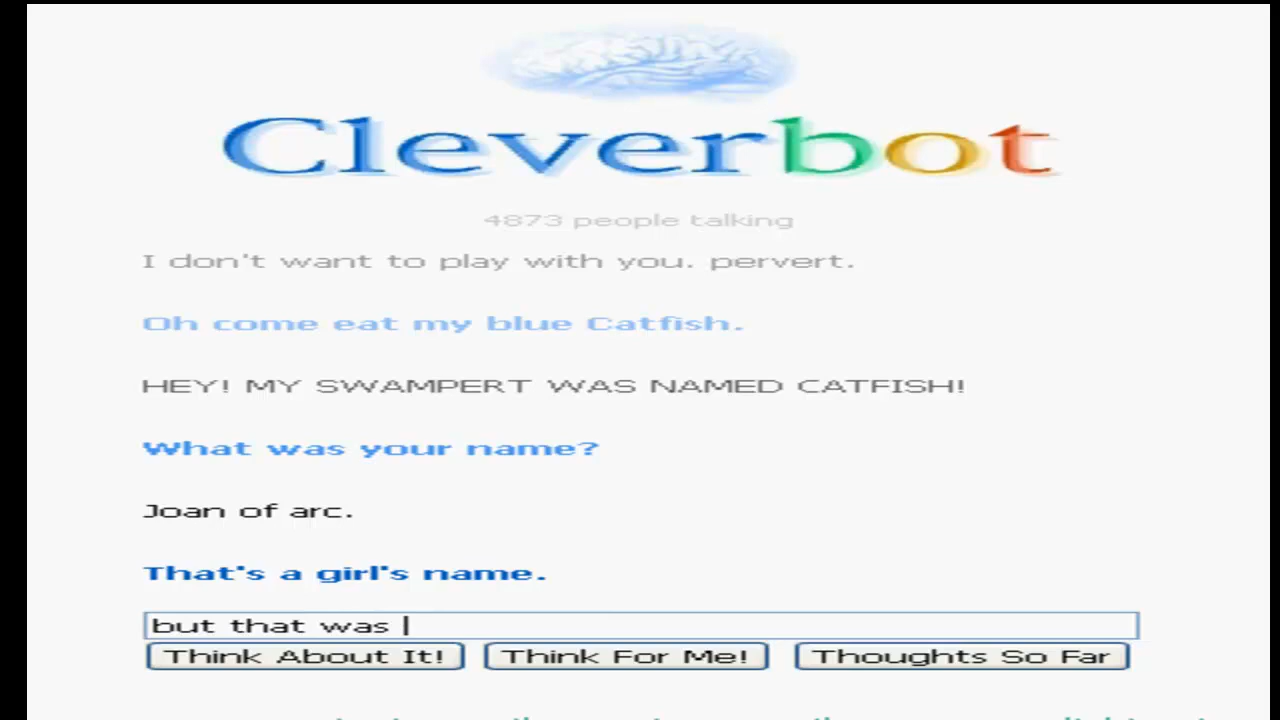 Cleverbot
4873 people talking
I don't want to play with you. pervert.
Oh come eat my blue Catfish.
HEY! MY SWAMPERT WAS NAMED CATFISH!
What was your name?
Joan of arc.
That's a girl's name.
but that was
Think About It! Think For Me! Thoughts So Far